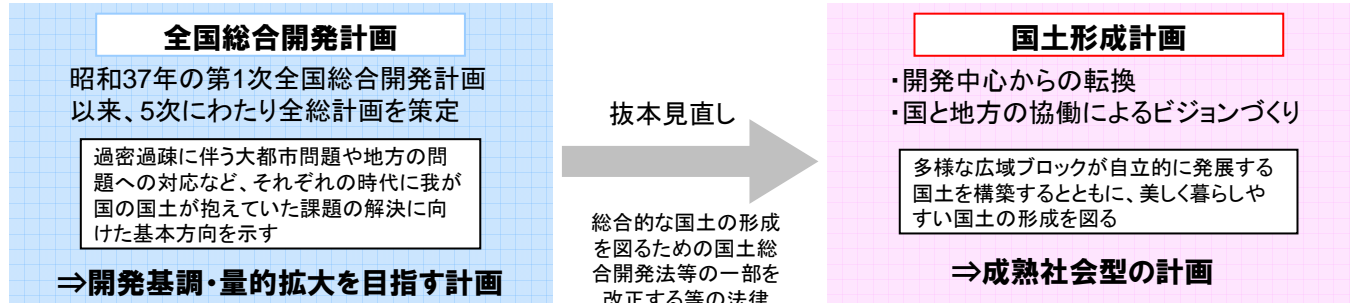 全国総合開発計画
昭和37年の第1次全国総合開発計画
以来、5次にわたり全総計画を策定
過密過疎に伴う大都市問題や地方の問
題への対応など、それぞれの時代に我が
国の国土が抱えていた課題の解決に向
けた基本方向を示す
⇒開発基調・量的拡大を目指す計画
抜本見直し
総合的な国土の形成
を図るための国土総
合開発法等の一部を
改正する等の法律
国土形成計画
・開発中心からの転換
・国と地方の協働によるビジョンづくり
多様な広域ブロックが自立的に発展する
国土を構築するとともに、美しく暮らしや
すい国土の形成を図る
⇒成熟社会型の計画